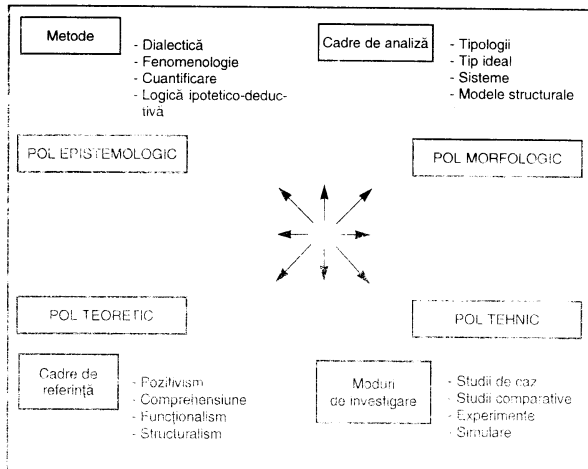 Metode
- Dialectică
- Fenomenologie
- Cuantificare
- Logică ipotetico-deduc-
tivă
Cadre de analiză
- Tipologii
- Tip ideal
- Sisteme
- Modele structurale
POL EPISTEMOLOGIC
POL MORFOLOGIC
POL TEORETIC
POL TEHNIC
Cadre de
referință
- Pozitivism
- Comprehensiune
- Funcționalism
- Structuralism
Moduri
de investigare
- Studii de caz
- Studii comparative
- Experimente
- Simulare